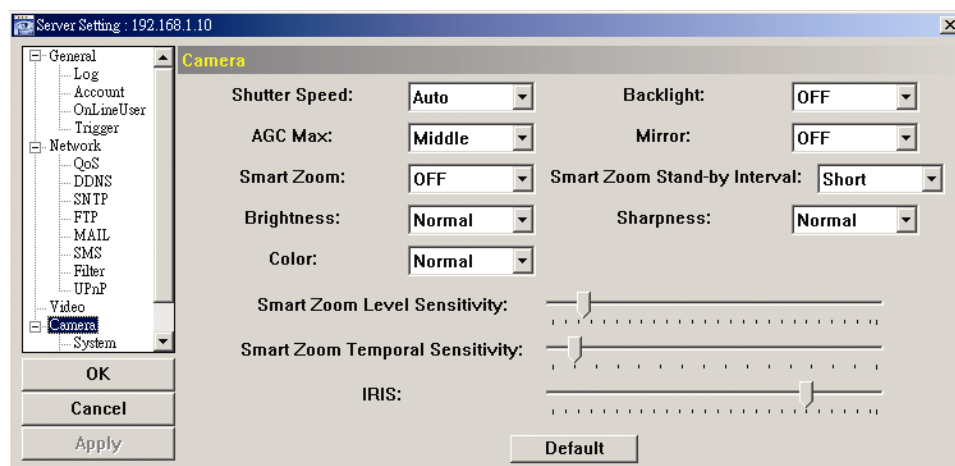 Server Setting : 192.168.1.10
General
Log
Account
OnLineUser
Trigger
Network
QoS
DDNS
SNTP
FTP
MAIL
SMS
Filter
UPnP
Video
Camera
System
OK
Cancel
Apply
Camera
Shutter Speed: Auto Backlight: OFF
AGC Max: Middle Mirror: OFF
Smart Zoom: OFF Smart Zoom Stand-by Interval: Short
Brightness: Normal Sharpness: Normal
Color: Normal
Smart Zoom Level Sensitivity:
Smart Zoom Temporal Sensitivity:
IRIS:
Default